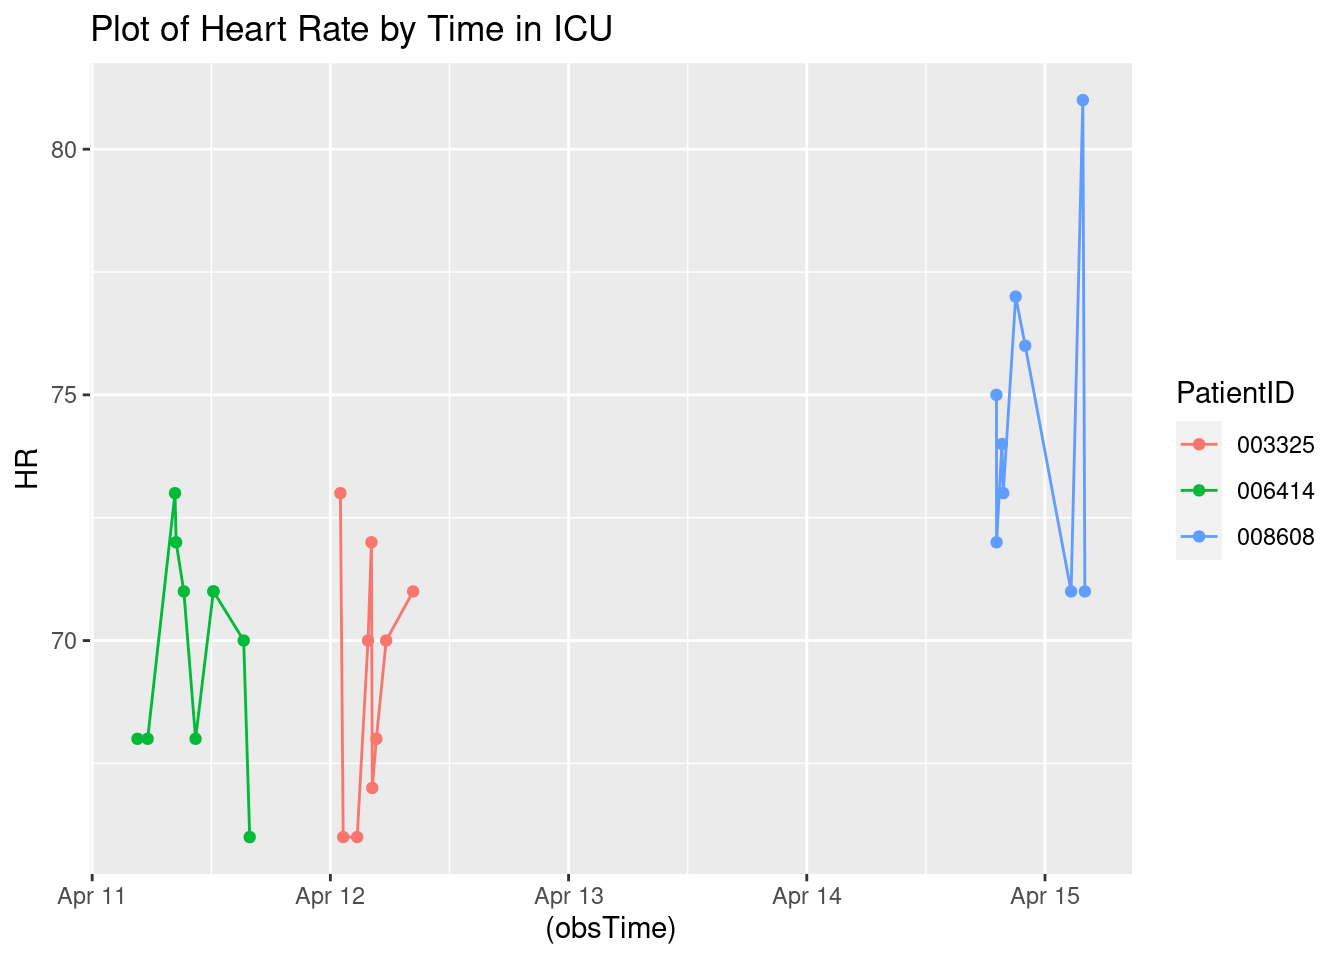 Plot of Heart Rate by Time in ICU
80
75
70
HR
Apr 11
Apr 12
Apr 13
Apr 14
Apr 15
(obsTime)
PatientID
003325
006414
008608